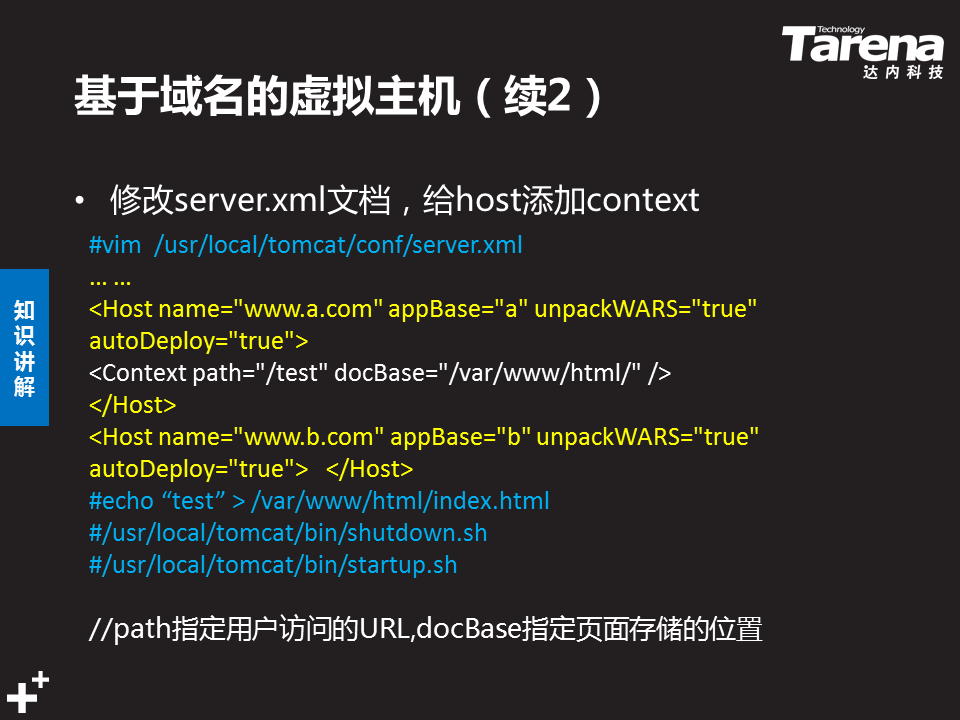 Technology
Tarena
达内科技
基于域名的虚拟主机（续2）
• 修改server.xml文档，给host添加context
#vim /usr/local/tomcat/conf/server.xml
... ...
<Host name="www.a.com" appBase="a" unpackWARS="true"
autoDeploy="true">
<Context path="/test" docBase="/var/www/html/" />
</Host>
<Host name="www.b.com" appBase="b" unpackWARS="true"
autoDeploy="true"> </Host>
#echo “test” > /var/www/html/index.html
#/usr/local/tomcat/bin/shutdown.sh
#/usr/local/tomcat/bin/startup.sh
//path指定用户访问的URL,docBase指定页面存储的位置
知识讲解